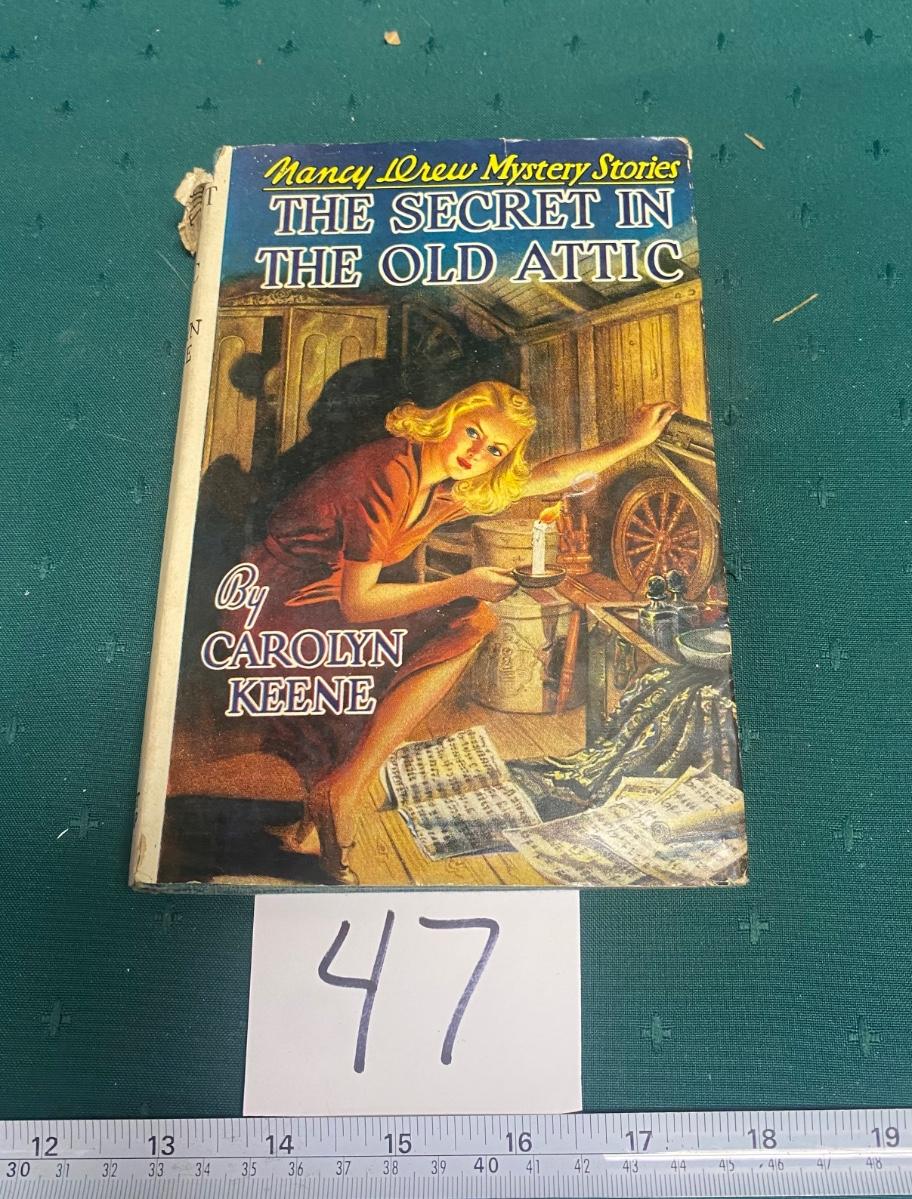 Nancy Drew Mystery Stories
THE SECRET IN
THE OLD ATTIC
By
CAROLYN
KEENE
T
N
E
47
12 13 14 15 16 17 18 19
30 31 32 33 34 35 36 37 38 39 40 41 42 43 44 45 46 47 48